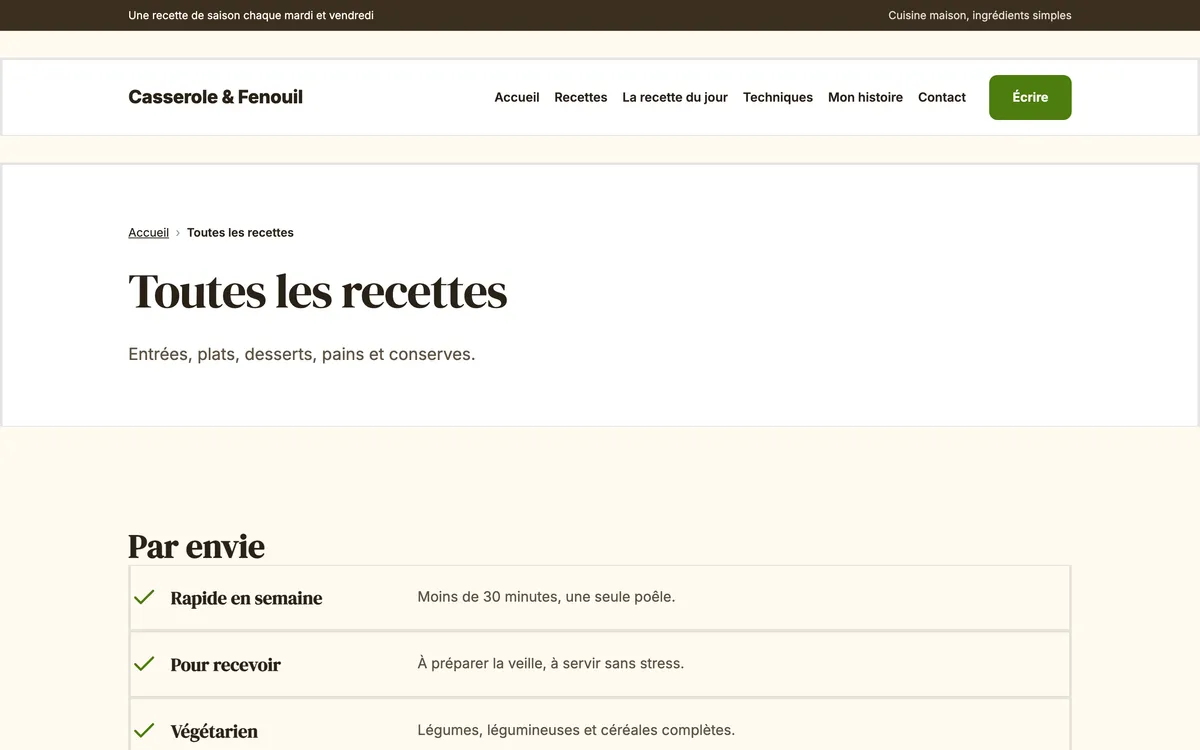 Une recette de saison chaque mardi et vendredi
Cuisine maison, ingrédients simples
Casserole & Fenouil
Accueil Recettes La recette du jour Techniques Mon histoire Contact Écrire
Accueil › Toutes les recettes
Toutes les recettes
Entrées, plats, desserts, pains et conserves.
Par envie
Rapide en semaine Moins de 30 minutes, une seule poêle.
Pour recevoir À préparer la veille, à servir sans stress.
Végétarien Légumes, légumineuses et céréales complètes.